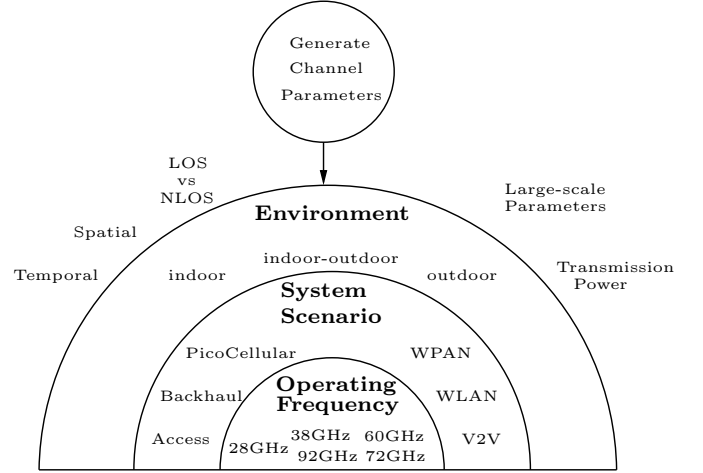 Generate
Channel
Parameters
LOS
vs
NLOS
Large-scale
Parameters
Environment
Spatial
Temporal
indoor
indoor-outdoor
outdoor
Transmission
Power
System
Scenario
PicoCellular
WPAN
Operating
Frequency
Backhaul
WLAN
Access
28GHz
38GHz
60GHz
V2V
92GHz
72GHz